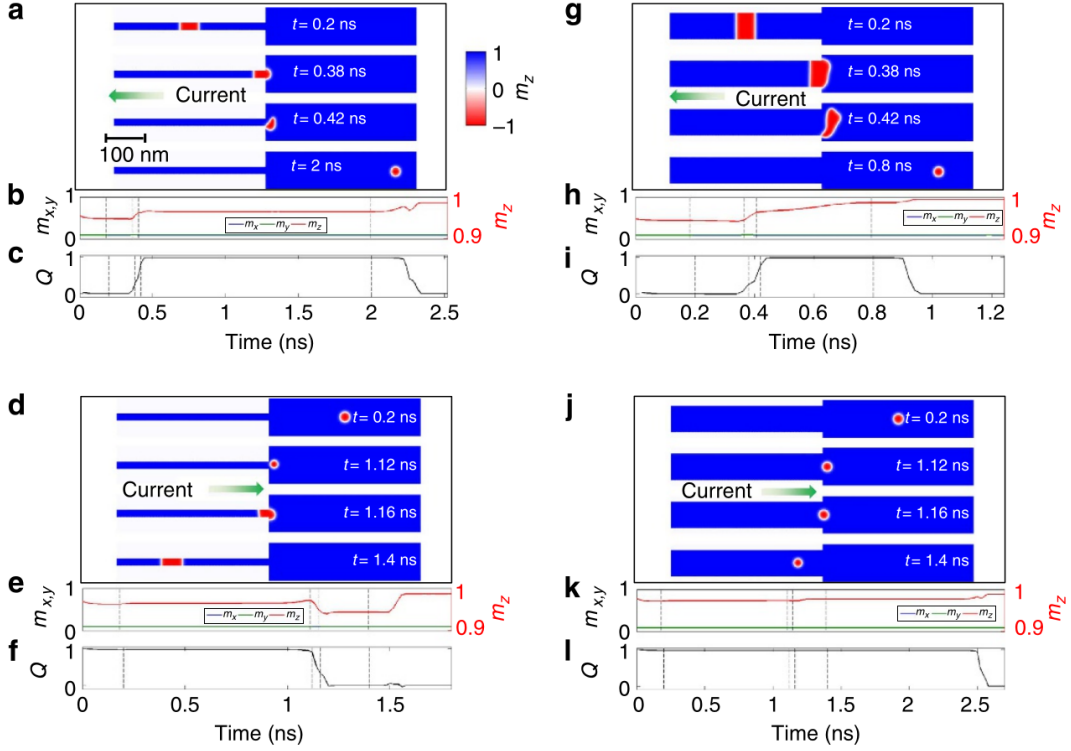 a
t = 0.2 ns
t = 0.38 ns
Current
t = 0.42 ns
100 nm
t = 2 ns
1
0
−1
m_z
b
1
0
m_x,y
1
0.9
m_z
m_x m_y m_z
c
1
0
Q
0 0.5 1 1.5 2 2.5
Time (ns)
g
t = 0.2 ns
t = 0.38 ns
Current
t = 0.42 ns
t = 0.8 ns
h
1
0
m_x,y
1
0.9
m_z
m_x m_y m_z
i
1
0
Q
0 0.2 0.4 0.6 0.8 1 1.2
Time (ns)
d
t = 0.2 ns
t = 1.12 ns
Current
t = 1.16 ns
t = 1.4 ns
e
1
0
m_x,y
1
0.9
m_z
m_x m_y m_z
f
1
0
Q
0 0.5 1 1.5
Time (ns)
j
t = 0.2 ns
t = 1.12 ns
Current
t = 1.16 ns
t = 1.4 ns
k
1
0
m_x,y
1
0.9
m_z
m_x m_y m_z
l
1
0
Q
0 0.5 1 1.5 2.0 2.5
Time (ns)